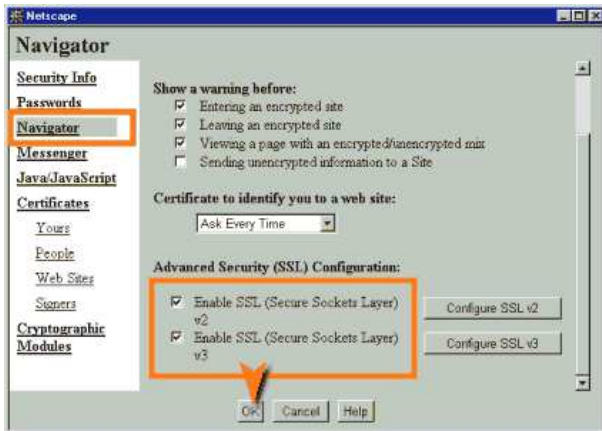 Netscape
Navigator
Security Info
Passwords
Navigator
Messenger
Java/JavaScript
Certificates
Yours
People
Web Sites
Signers
Cryptographic
Modules
Show a warning before:
Entering an encrypted site
Leaving an encrypted site
Viewing a page with an encrypted/unencrypted mix
Sending unencrypted information to a Site
Certificate to identify you to a web site:
Ask Every Time
Advanced Security (SSL) Configuration:
Enable SSL (Secure Sockets Layer)
v2
Configure SSL v2
Enable SSL (Secure Sockets Layer)
v3
Configure SSL v3
OK Cancel Help